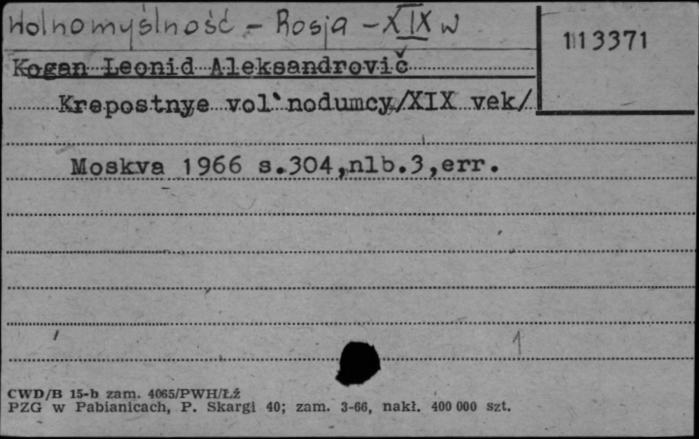 Wolnomyślność - Rosja - XIX w
1113371
Kogan Leonid Aleksandrovič
Krepostnye vol`nodumcy/XIX vek/
Moskva 1966 s.304,nlb.3,err.
1
CWD/B 15-b zam. 4065/PWH/Łź
PZG w Pabianicach, P. Skargi 40; zam. 3-66, nakł. 400 000 szt.